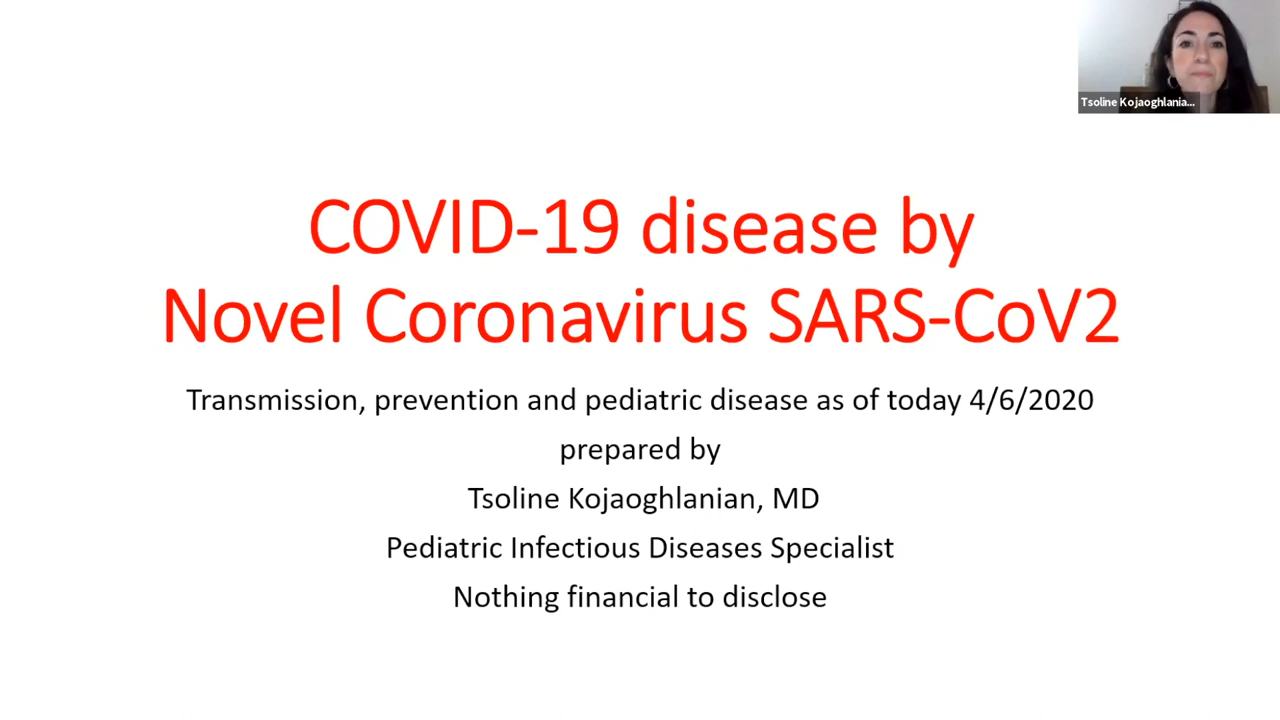 Tsoline Kojaoghlania...
COVID-19 disease by
Novel Coronavirus SARS-CoV2
Transmission, prevention and pediatric disease as of today 4/6/2020
prepared by
Tsoline Kojaoghlanian, MD
Pediatric Infectious Diseases Specialist
Nothing financial to disclose